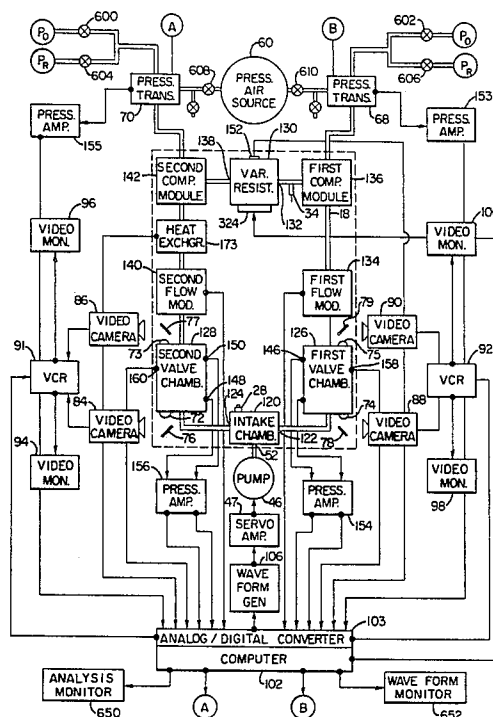 A
B
P0
600
60
602
P0
PR
604
608
PRESS.
AIR
SOURCE
610
606
PR
PRESS.
TRANS.
70
PRESS.
TRANS.
68
153
PRESS.
AMP.
155
152
130
138
PRESS.
AMP.
142
SECOND
COMP.
MODULE
VAR.
RESIST.
FIRST
COMP.
MODULE
136
96
324
132
34
18
VIDEO
MON.
HEAT
EXCHGR.
173
VIDEO
MON.
140
SECOND
FLOW
MOD.
FIRST
FLOW
MOD.
134
86
77
79
90
VIDEO
CAMERA
73
128
126
75
VIDEO
CAMERA
91
SECOND
VALVE
CHAMB.
150
146
FIRST
VALVE
CHAMB.
158
92
VCR
160
148
VCR
84
124
28
120
74
88
VIDEO
CAMERA
72
INTAKE
CHAMB.
122
VIDEO
CAMERA
94
76
52
78
VIDEO
MON.
156
PUMP
46
VIDEO
MON.
98
PRESS.
AMP.
47
SERVO
AMP.
PRESS.
AMP.
154
106
WAVE
FORM
GEN
103
ANALOG / DIGITAL CONVERTER
COMPUTER
ANALYSIS
MONITOR
102
WAVE FORM
MONITOR
650
A
B
652